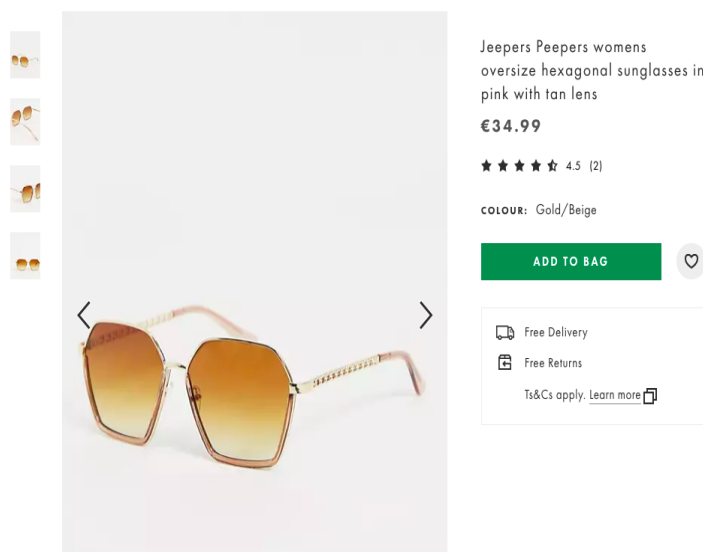 Jeepers Peepers womens
oversize hexagonal sunglasses in
pink with tan lens
€34.99
4.5 (2)
COLOUR: Gold/Beige
ADD TO BAG
Free Delivery
Free Returns
Ts&Cs apply. Learn more